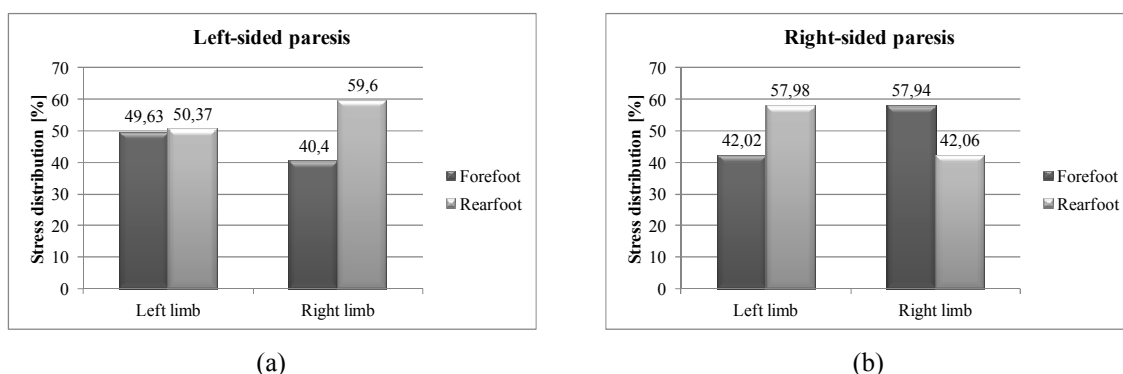 Left-sided paresis
Stress distribution [%]
70
60
50
40
30
20
10
0
49,63
50,37
40,4
59,6
Left limb
Right limb
Forefoot
Rearfoot
(a)
Right-sided paresis
Stress distribution [%]
70
60
50
40
30
20
10
0
42,02
57,98
57,94
42,06
Left limb
Right limb
Forefoot
Rearfoot
(b)